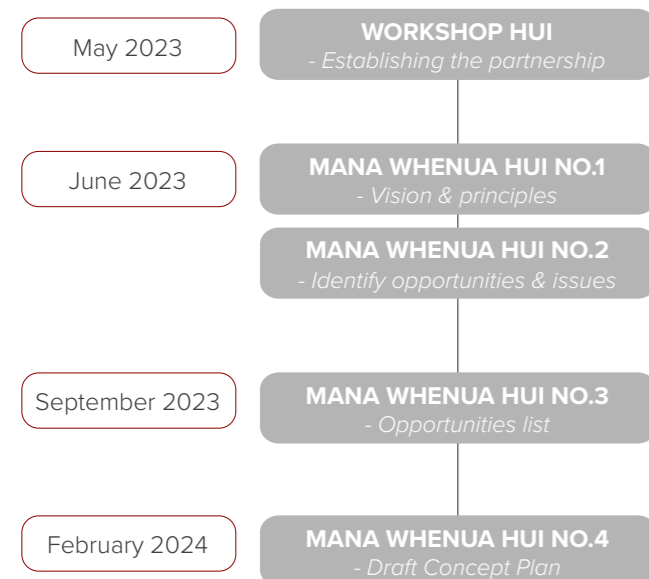 May 2023
WORKSHOP HUI
- Establishing the partnership
June 2023
MANA WHENUA HUI NO.1
- Vision & principles
MANA WHENUA HUI NO.2
- Identify opportunities & issues
September 2023
MANA WHENUA HUI NO.3
- Opportunities list
February 2024
MANA WHENUA HUI NO.4
- Draft Concept Plan